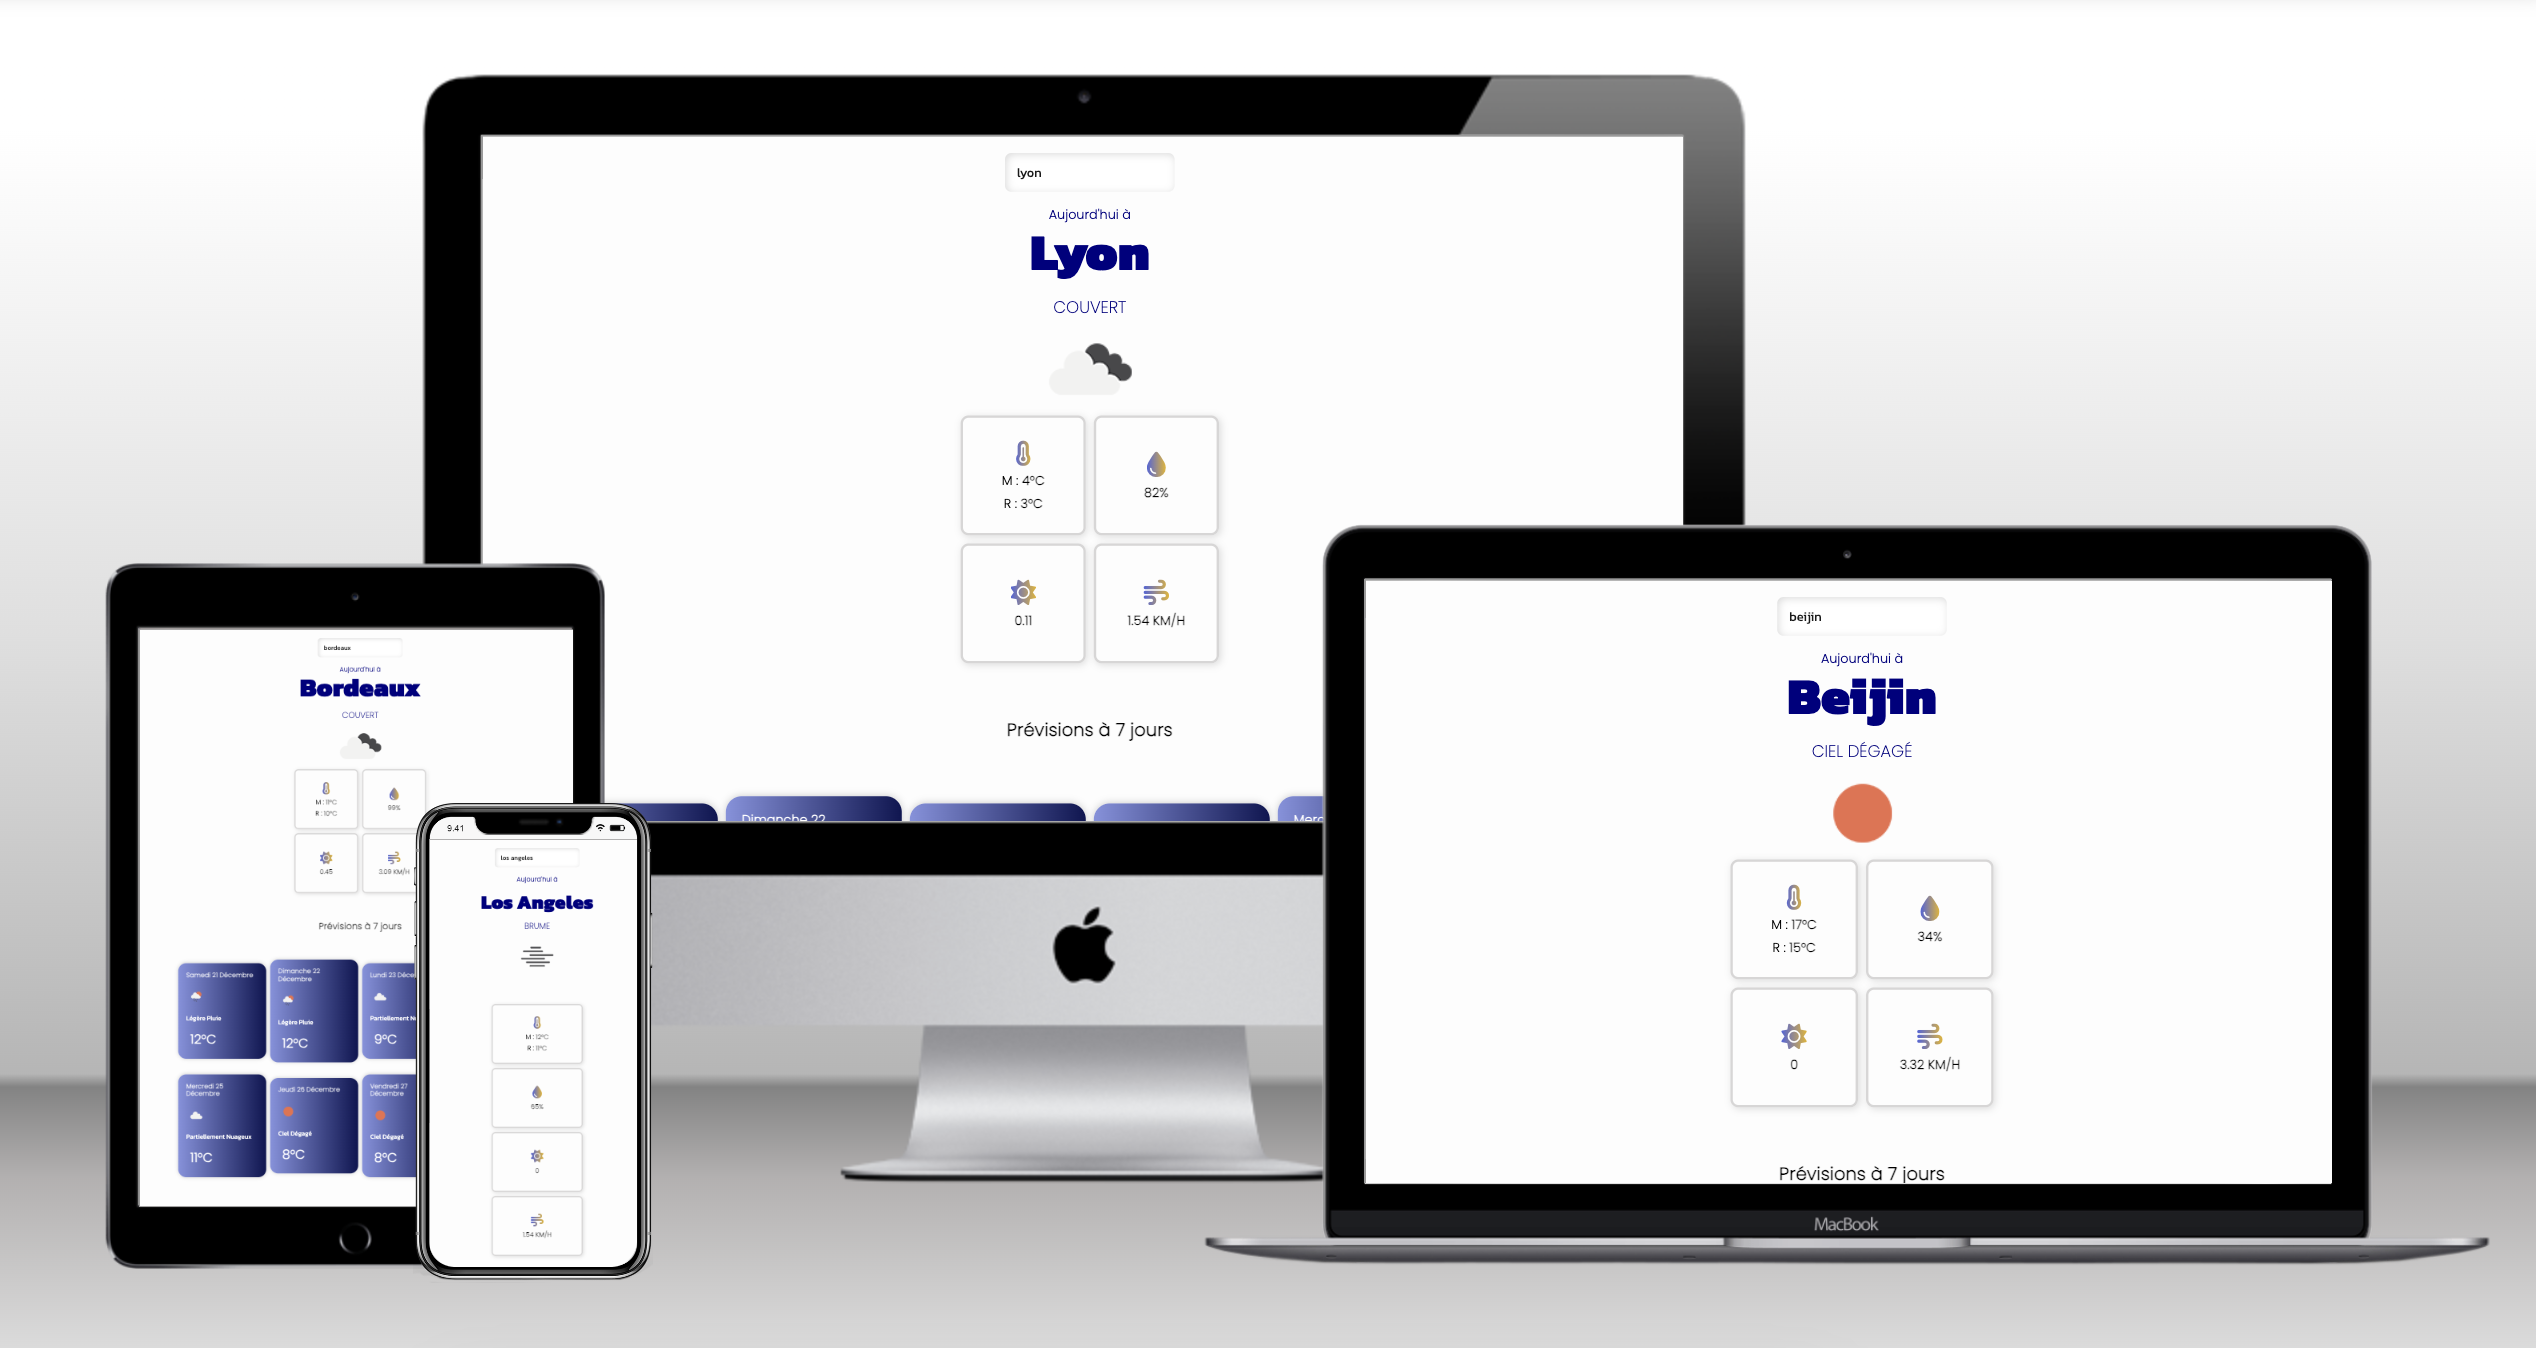 lyon
Aujourd'hui à
Lyon
COUVERT
M : 4°C
R : 3°C
82%
0.11
1.54 KM/H
Prévisions à 7 jours
Dimanche 22
Merc
bordeaux
Aujourd'hui à
Bordeaux
COUVERT
M : 11°C
R : 10°C
99%
0.45
3.09 KM/H
Prévisions à 7 jours
Samedi 21 Décembre
Légère Pluie
12°C
Dimanche 22
Décembre
Légère Pluie
12°C
Lundi 23 Déce
Partiellement N
9°C
Mercredi 25
Décembre
Partiellement Nuageux
11°C
Jeudi 26 Décembre
Ciel Dégagé
8°C
Vendredi 27
Décembre
Ciel Dégagé
8°C
9.41
los angeles
Aujourd'hui à
Los Angeles
BRUME
M : 12°C
R : 11°C
65%
0
1.54 KM/H
beijin
Aujourd'hui à
Beijin
CIEL DÉGAGÉ
M : 17°C
R : 15°C
34%
0
3.32 KM/H
Prévisions à 7 jours
MacBook